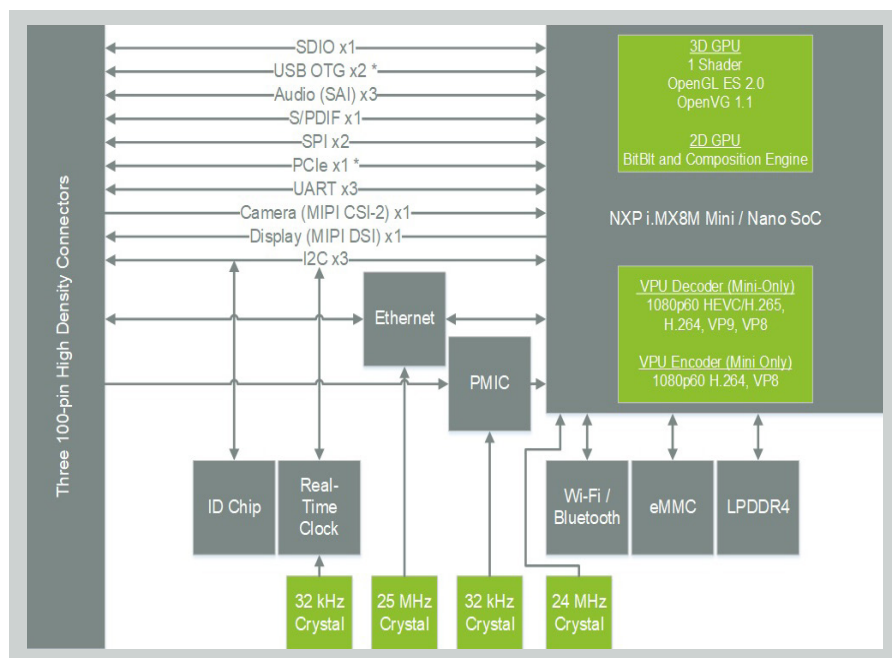 SDIO x1
USB OTG x2 *
Audio (SAI) x3
S/PDIF x1
SPI x2
PCIe x1 *
UART x3
Camera (MIPI CSI-2) x1
Display (MIPI DSI) x1
I2C x3
Three 100-pin High Density Connectors
3D GPU
1 Shader
OpenGL ES 2.0
OpenVG 1.1
2D GPU
BitBlt and Composition Engine
NXP i.MX8M Mini / Nano SoC
VPU Decoder (Mini-Only)
1080p60 HEVC/H.265,
H.264, VP9, VP8
VPU Encoder (Mini Only)
1080p60 H.264, VP8
Ethernet
PMIC
ID Chip
Real-
Time
Clock
Wi-Fi /
Bluetooth
eMMC
LPDDR4
32 kHz
Crystal
25 MHz
Crystal
32 kHz
Crystal
24 MHz
Crystal